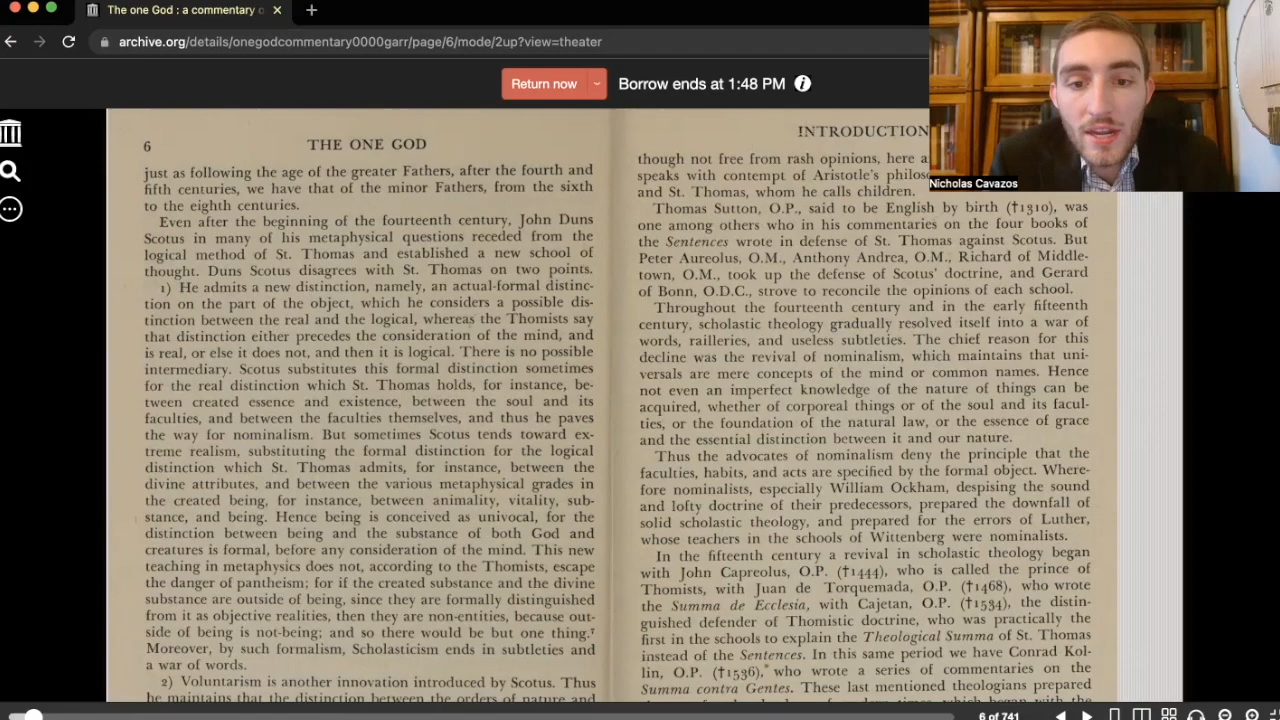 The one God : a commentary o
archive.org/details/onegodcommentary0000garr/page/6/mode/2up?view=theater
Return now
Borrow ends at 1:48 PM
Nicholas Cavazos
6
THE ONE GOD
just as following the age of the greater Fathers, after the fourth and
fifth centuries, we have that of the minor Fathers, from the sixth
to the eighth centuries.
Even after the beginning of the fourteenth century, John Duns
Scotus in many of his metaphysical questions receded from the
logical method of St. Thomas and established a new school of
thought. Duns Scotus disagrees with St. Thomas on two points.
1) He admits a new distinction, namely, an actual-formal distinc-
tion on the part of the object, which he considers a possible dis-
tinction between the real and the logical, whereas the Thomists say
that distinction either precedes the consideration of the mind, and
is real, or else it does not, and then it is logical. There is no possible
intermediary. Scotus substitutes this formal distinction sometimes
for the real distinction which St. Thomas holds, for instance, be-
tween created essence and existence, between the soul and its
faculties, and between the faculties themselves, and thus he paves
the way for nominalism. But sometimes Scotus tends toward ex-
treme realism, substituting the formal distinction for the logical
distinction which St. Thomas admits, for instance, between the
divine attributes, and between the various metaphysical grades in
the created being, for instance, between animality, vitality, sub-
stance, and being. Hence being is conceived as univocal, for the
distinction between being and the substance of both God and
creatures is formal, before any consideration of the mind. This new
teaching in metaphysics does not, according to the Thomists, escape
the danger of pantheism; for if the created substance and the divine
substance are outside of being, since they are formally distinguished
from it as objective realities, then they are non-entities, because out-
side of being is not-being; and so there would be but one thing.7
Moreover, by such formalism, Scholasticism ends in subtleties and
a war of words.
2) Voluntarism is another innovation introduced by Scotus. Thus
he maintains that the distinction between the orders of nature and
INTRODUCTION
though not free from rash opinions, here a
speaks with contempt of Aristotle's philos
and St. Thomas, whom he calls children.
Thomas Sutton, O.P., said to be English by birth (†1310), was
one among others who in his commentaries on the four books of
the Sentences wrote in defense of St. Thomas against Scotus. But
Peter Aureolus, O.M., Anthony Andrea, O.M., Richard of Middle-
town, O.M., took up the defense of Scotus' doctrine, and Gerard
of Bonn, O.D.C., strove to reconcile the opinions of each school.
Throughout the fourteenth century and in the early fifteenth
century, scholastic theology gradually resolved itself into a war of
words, railleries, and useless subtleties. The chief reason for this
decline was the revival of nominalism, which maintains that uni-
versals are mere concepts of the mind or common names. Hence
not even an imperfect knowledge of the nature of things can be
acquired, whether of corporeal things or of the soul and its facul-
ties, or the foundation of the natural law, or the essence of grace
and the essential distinction between it and our nature.
Thus the advocates of nominalism deny the principle that the
faculties, habits, and acts are specified by the formal object. Where-
fore nominalists, especially William Ockham, despising the sound
and lofty doctrine of their predecessors, prepared the downfall of
solid scholastic theology, and prepared for the errors of Luther,
whose teachers in the schools of Wittenberg were nominalists.
In the fifteenth century a revival in scholastic theology began
with John Capreolus, O.P. (†1444), who is called the prince of
Thomists, with Juan de Torquemada, O.P. (†1468), who wrote
the Summa de Ecclesia, with Cajetan, O.P. (†1534), the distin-
guished defender of Thomistic doctrine, who was practically the
first in the schools to explain the Theological Summa of St. Thomas
instead of the Sentences. In this same period we have Conrad Kol-
lin, O.P. (†1536), who wrote a series of commentaries on the
Summa contra Gentes. These last mentioned theologians prepared
6 of 741